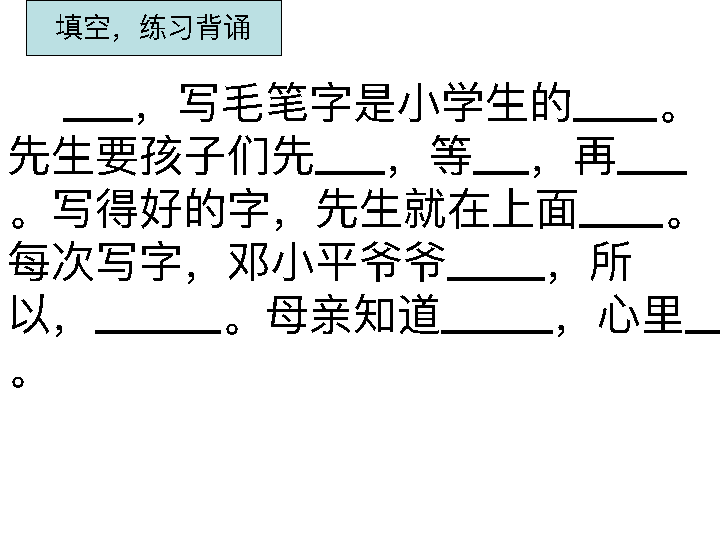 填空，练习背诵
___，写毛笔字是小学生的____。
先生要孩子们先___，等___，再___
。写得好的字，先生就在上面____。
每次写字，邓小平爷爷_____，所
以，______。母亲知道_____，心里__
。